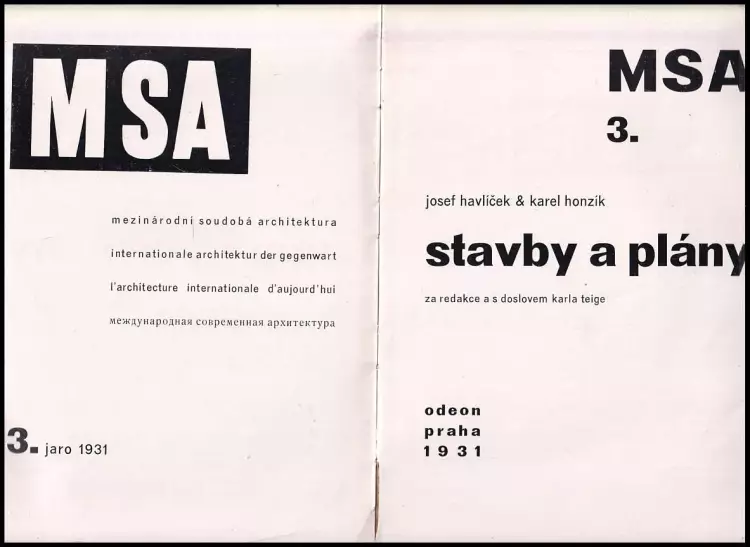 MSA
mezinárodní soudobá architektura
internationale architektur der gegenwart
l'architecture internationale d'aujourd'hui
международная современная архитектура
3. jaro 1931
MSA
3.
josef havlíček & karel honzík
stavby a plány
za redakce a s doslovem karla teige
odeon
praha
1931